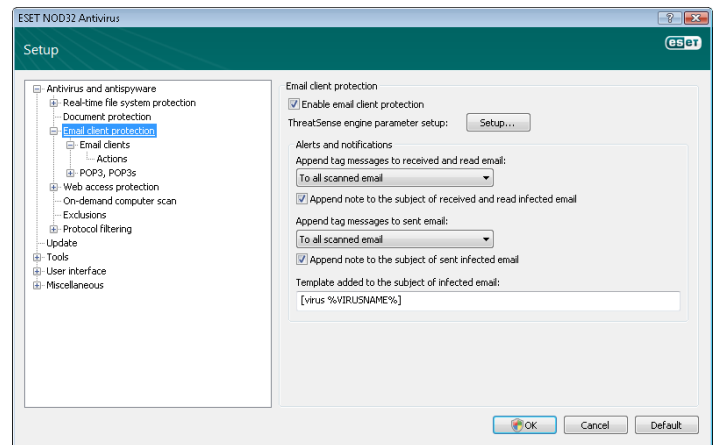 ESET NOD32 Antivirus
Setup
eset
Antivirus and antispyware
Real-time file system protection
Document protection
Email client protection
Email clients
Actions
POP3, POP3s
Web access protection
On-demand computer scan
Exclusions
Protocol filtering
Update
Tools
User interface
Miscellaneous
Email client protection
Enable email client protection
ThreatSense engine parameter setup: Setup...
Alerts and notifications
Append tag messages to received and read email:
To all scanned email
Append note to the subject of received and read infected email
Append tag messages to sent email:
To all scanned email
Append note to the subject of sent infected email
Template added to the subject of infected email:
[virus %VIRUSNAME%]
OK Cancel Default